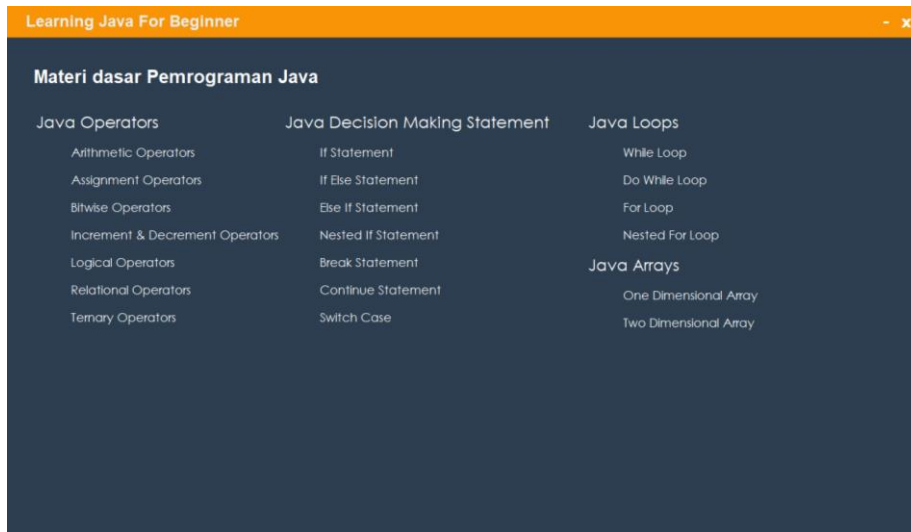 Learning Java For Beginner
- x
Materi dasar Pemrograman Java
Java Operators
Arithmetic Operators
Assignment Operators
Bitwise Operators
Increment & Decrement Operators
Logical Operators
Relational Operators
Ternary Operators
Java Decision Making Statement
If Statement
If Else Statement
Else If Statement
Nested If Statement
Break Statement
Continue Statement
Switch Case
Java Loops
While Loop
Do While Loop
For Loop
Nested For Loop
Java Arrays
One Dimensional Array
Two Dimensional Array